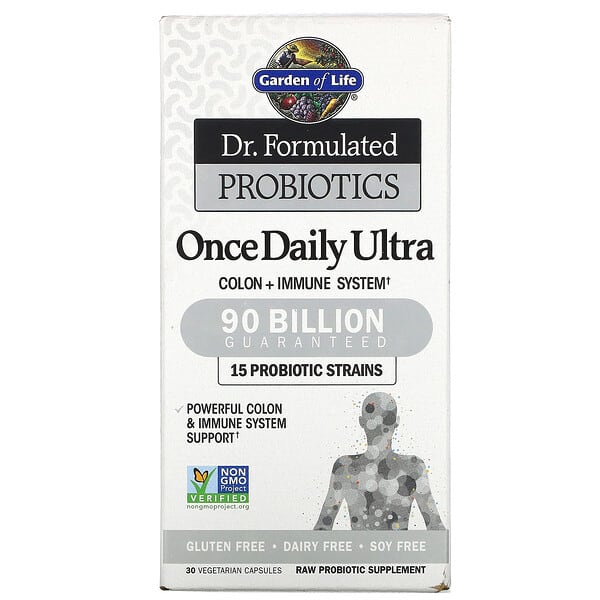 Garden of Life®
Dr. Formulated
PROBIOTICS
Once Daily Ultra
COLON + IMMUNE SYSTEM†
90 BILLION
GUARANTEED
15 PROBIOTIC STRAINS
✓ POWERFUL COLON
& IMMUNE SYSTEM
SUPPORT†
NON
GMO
Project
VERIFIED
nongmoproject.org
GLUTEN FREE • DAIRY FREE • SOY FREE
30 VEGETARIAN CAPSULES RAW PROBIOTIC SUPPLEMENT